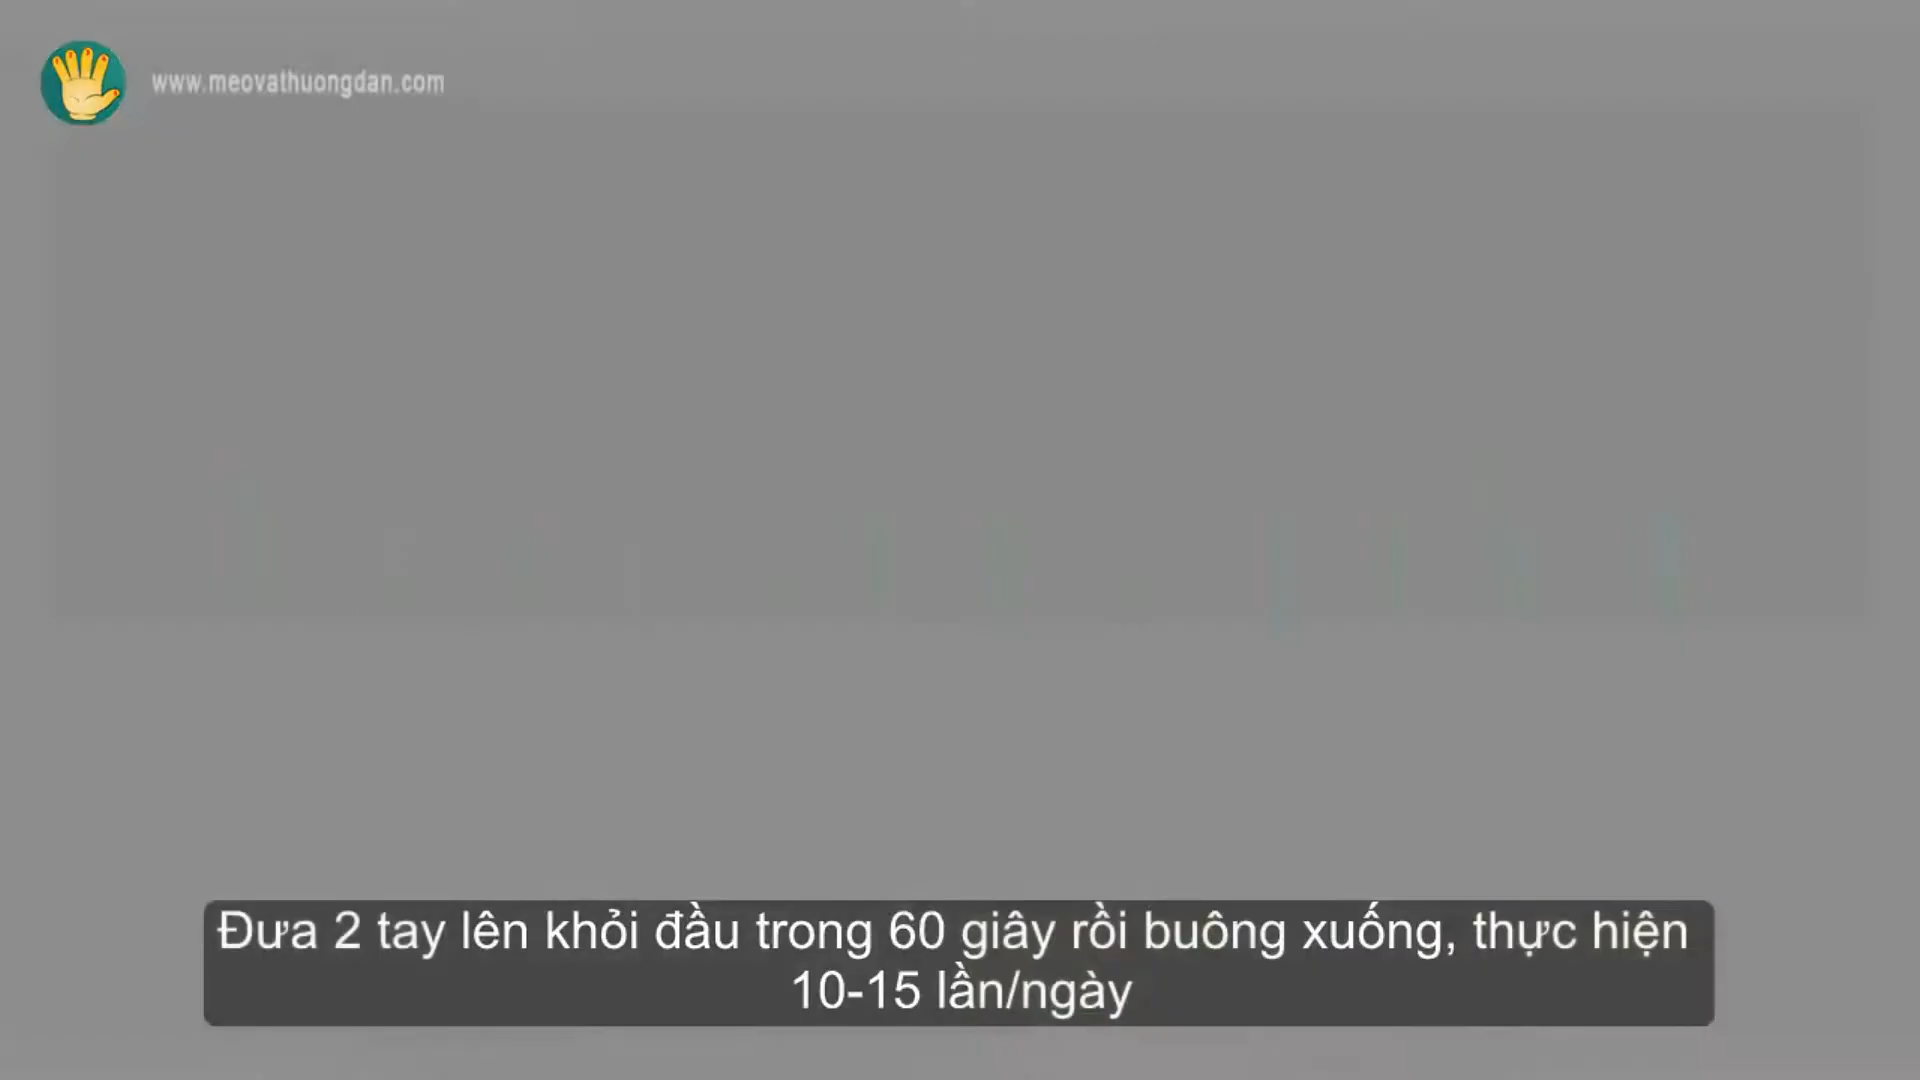 www.meovathuongdan.com
Đưa 2 tay lên khỏi đầu trong 60 giây rồi buông xuống, thực hiện
10-15 lần/ngày